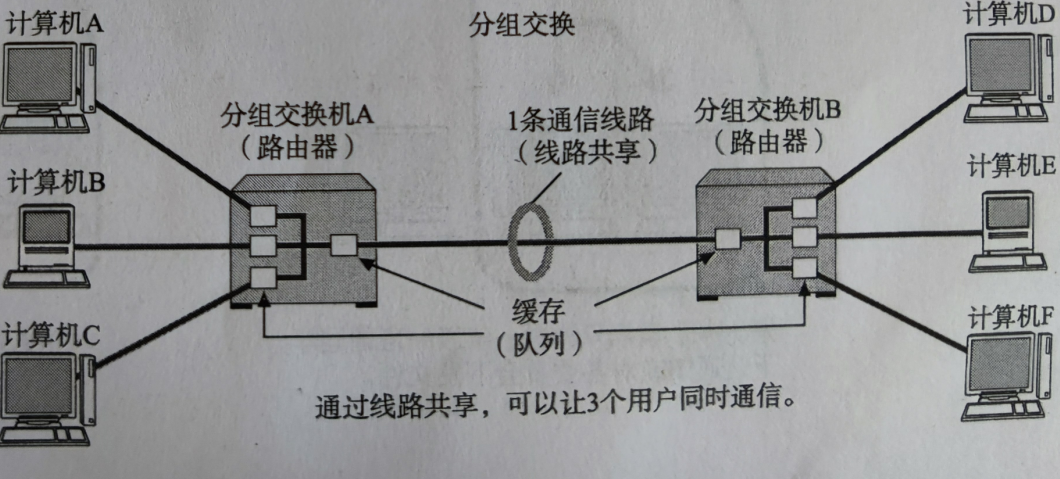 计算机A
分组交换
计算机D
分组交换机A
（路由器）
1条通信线路
（线路共享）
分组交换机B
（路由器）
计算机B
计算机E
缓存
（队列）
计算机C
计算机F
通过线路共享，可以让3个用户同时通信。